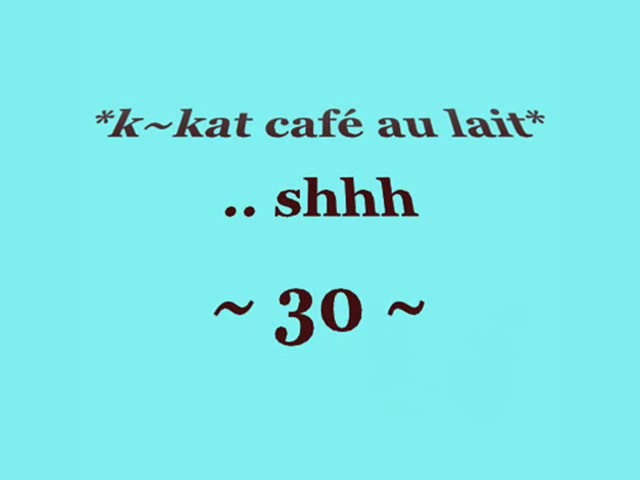 *k~kat café au lait*
.. shhh
~ 30 ~